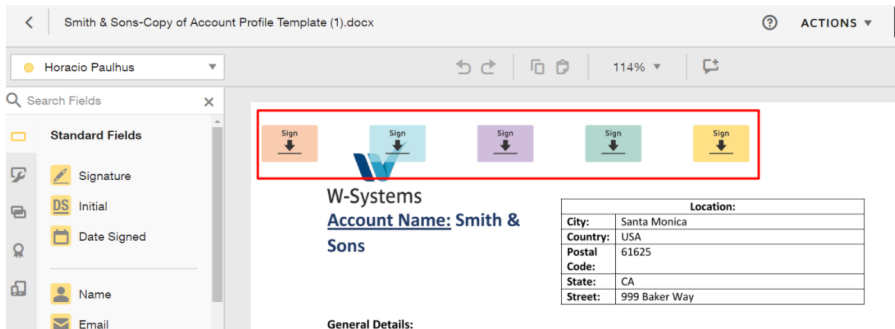 Smith & Sons-Copy of Account Profile Template (1).docx
ACTIONS
Horacio Paulhus
114%
Search Fields
Standard Fields
Signature
DS Initial
Date Signed
Name
Email
Sign Sign Sign Sign Sign
W-Systems
Account Name: Smith &
Sons
Location:
City: Santa Monica
Country: USA
Postal 61625
Code:
State: CA
Street: 999 Baker Way
General Details: